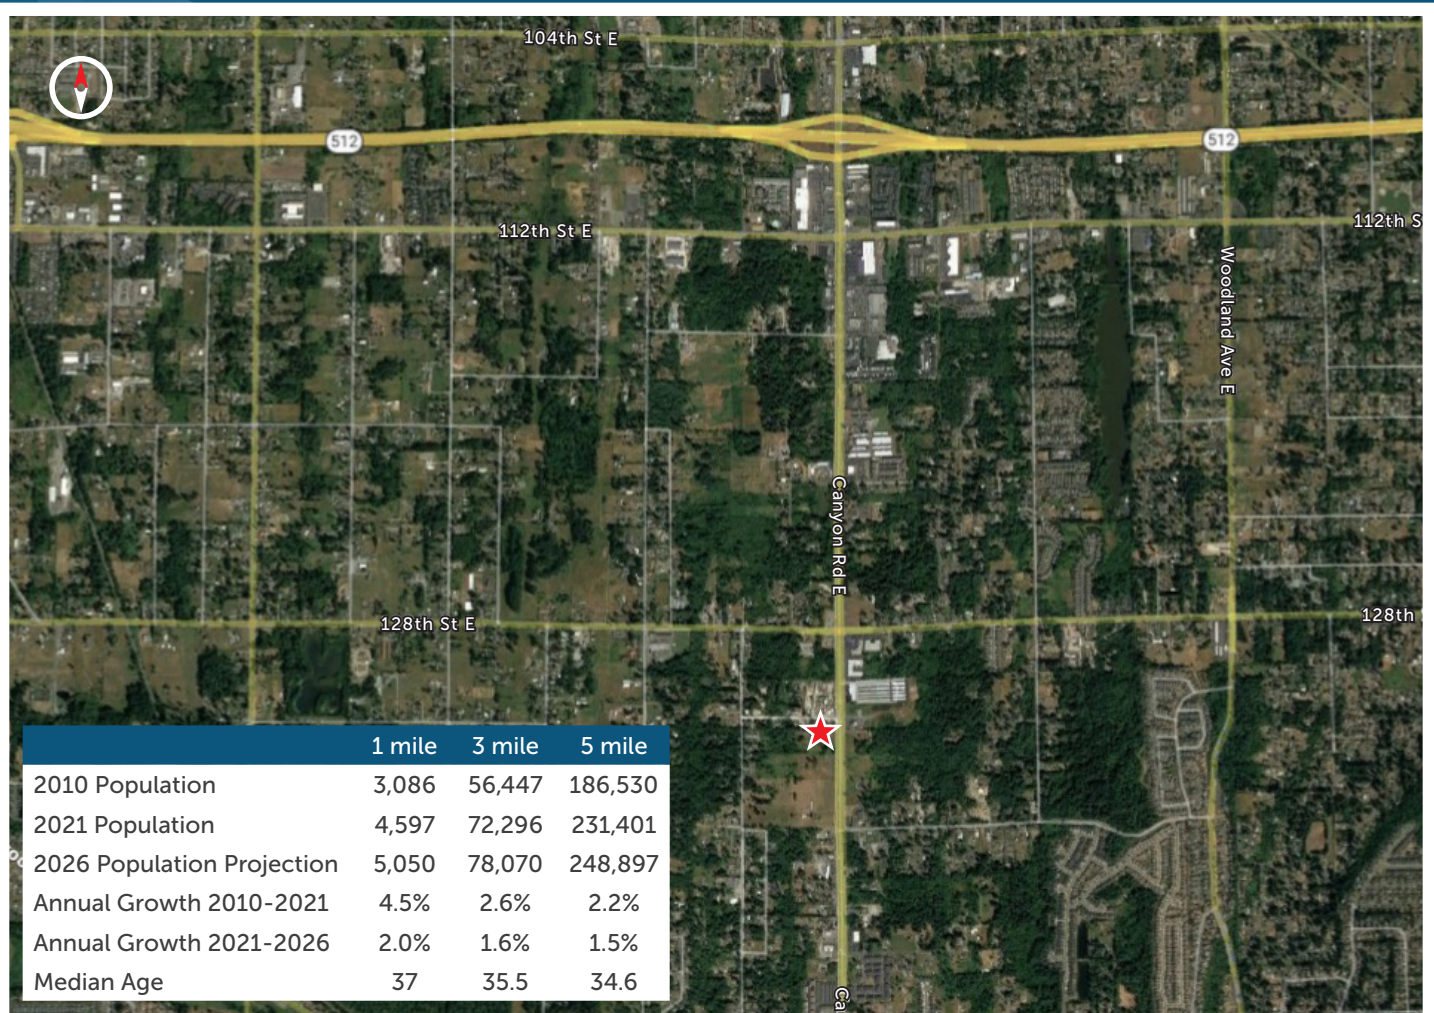 104th St E
512
512
112th St E
112th S
Woodland Ave E
Canyon Rd E
128th St E
128th
1 mile 3 mile 5 mile
2010 Population 3,086 56,447 186,530
2021 Population 4,597 72,296 231,401
2026 Population Projection 5,050 78,070 248,897
Annual Growth 2010-2021 4.5% 2.6% 2.2%
Annual Growth 2021-2026 2.0% 1.6% 1.5%
Median Age 37 35.5 34.6
Ca